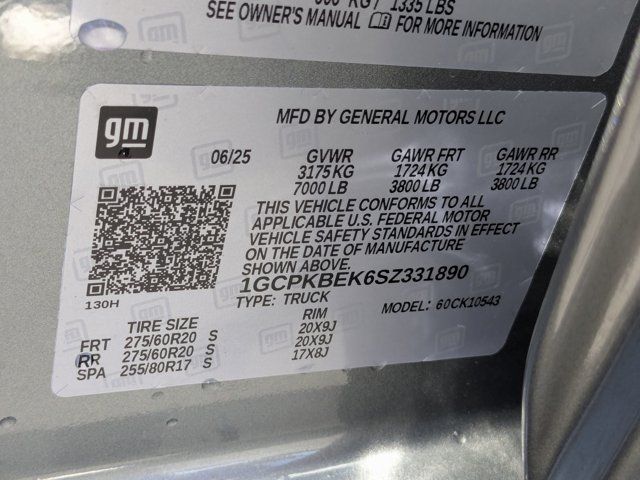 KG / 1335 LBS
SEE OWNER'S MANUAL FOR MORE INFORMATION
gm
MFD BY GENERAL MOTORS LLC
06/25 GVWR GAWR FRT GAWR RR
3175 KG 1724 KG 1724 KG
7000 LB 3800 LB 3800 LB
THIS VEHICLE CONFORMS TO ALL
APPLICABLE U.S. FEDERAL MOTOR
VEHICLE SAFETY STANDARDS IN EFFECT
ON THE DATE OF MANUFACTURE
SHOWN ABOVE.
1GCPKBEK6SZ331890
130H
TYPE: TRUCK MODEL: 60CK10543
TIRE SIZE RIM
FRT 275/60R20 S 20X9J
RR 275/60R20 S 20X9J
SPA 255/80R17 S 17X8J